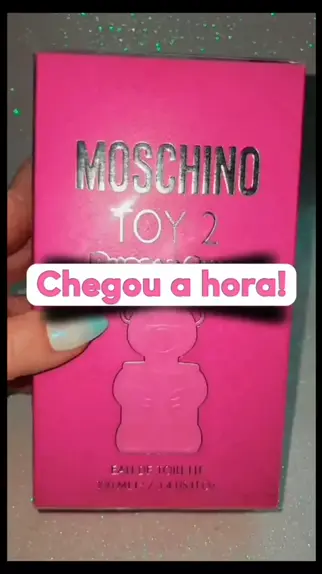 MOSCHINO
TOY 2
Chegou a hora!
EAU DE TOILETTE